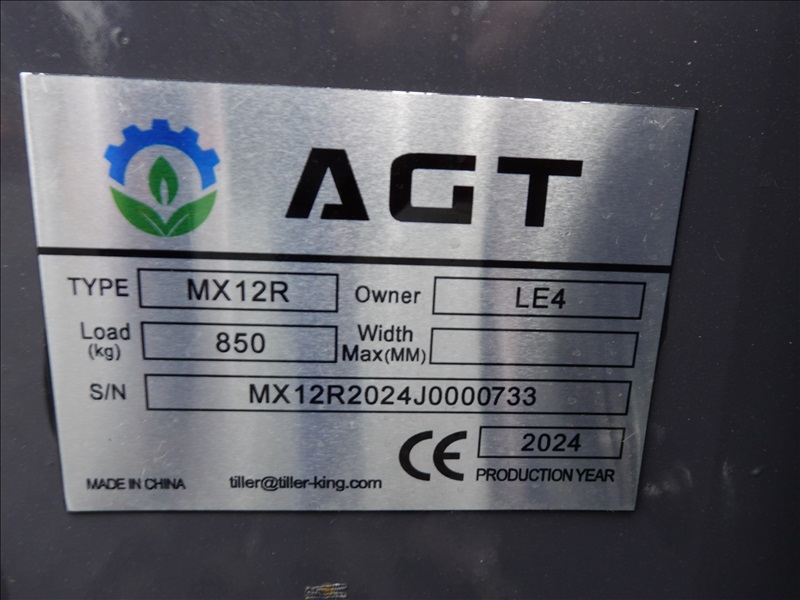 AGT
TYPE MX12R Owner LE4
Load (kg) 850 Width Max(MM)
S/N MX12R2024J0000733
CE 2024
MADE IN CHINA tiller@tiller-king.com PRODUCTION YEAR